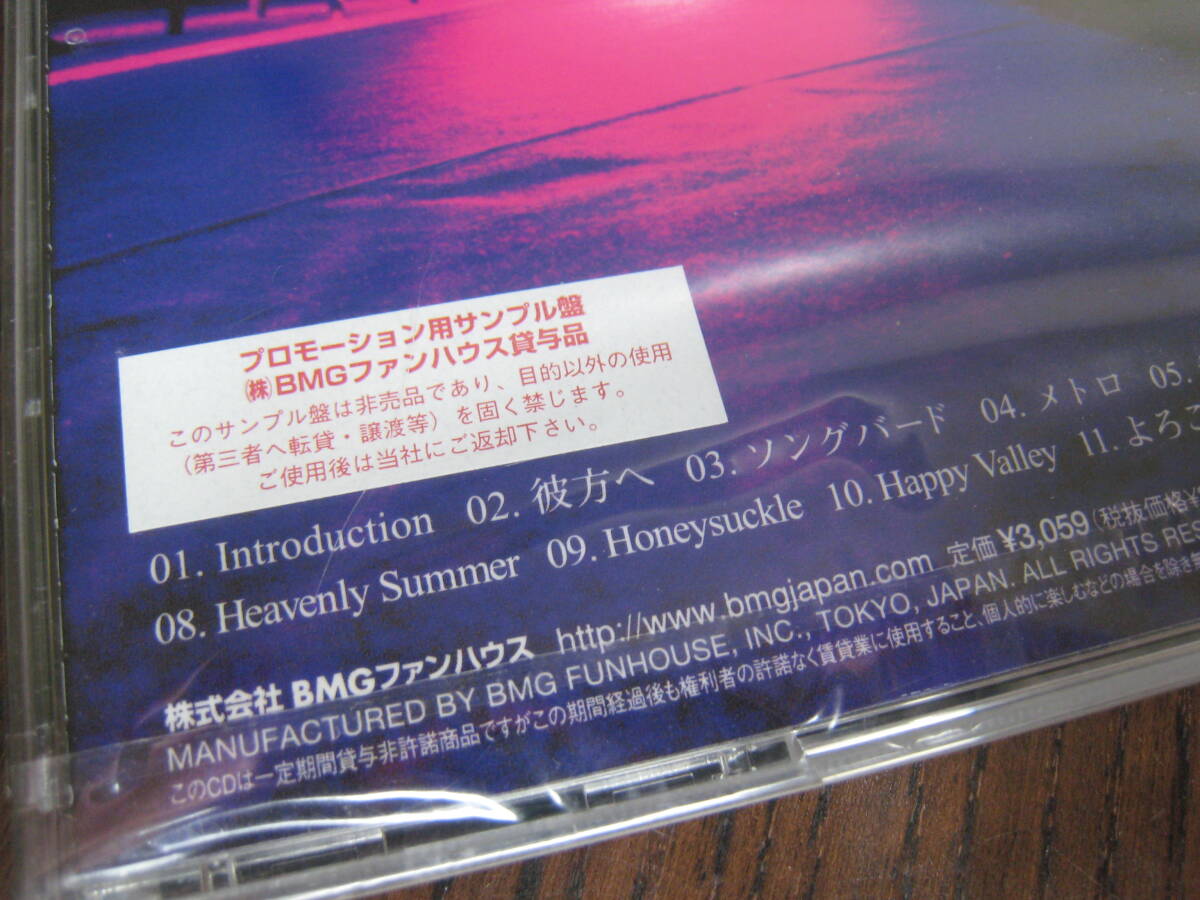 プロモーション用サンプル盤
㈱BMGファンハウス貸与品
このサンプル盤は非売品であり、目的以外の使用
(第三者へ転貸・譲渡等)を固く禁じます。
ご使用後は当社にご返却下さい。
01. Introduction 02. 彼方へ 03. ソングバード 04. メトロ 05.
08. Heavenly Summer 09. Honeysuckle 10. Happy Valley 11. よろこ
株式会社 BMGファンハウス http://www.bmgjapan.com 定価 ¥3,059(税抜価格¥
MANUFACTURED BY BMG FUNHOUSE, INC., TOKYO, JAPAN. ALL RIGHTS RES
このCDは一定期間貸与非許諾商品ですがこの期間経過後も権利者の許諾なく賃貸業に使用すること、個人的に楽しむなどの場合を除き